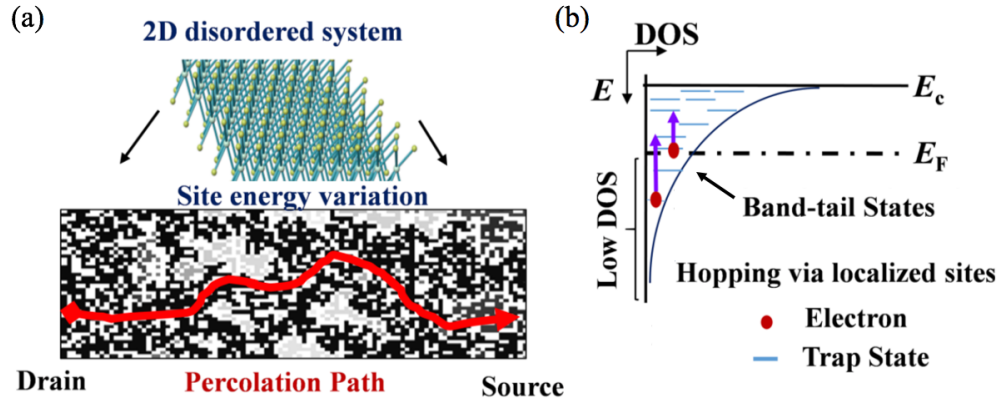 (a)
2D disordered system
Site energy variation
Drain
Percolation Path
Source
(b)
DOS
E
Ec
EF
Low DOS
Band-tail States
Hopping via localized sites
Electron
Trap State